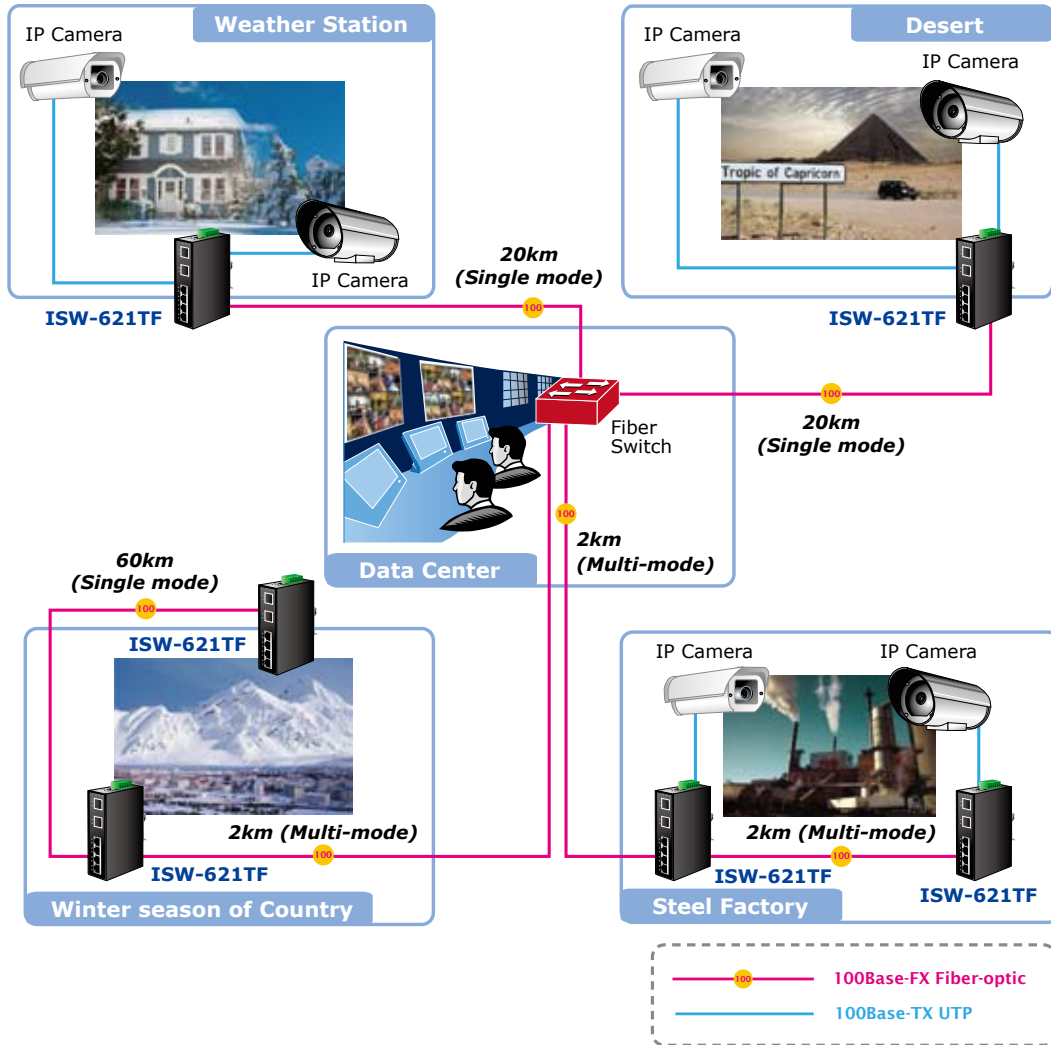 Weather Station
IP Camera
IP Camera
ISW-621TF
Desert
IP Camera
IP Camera
Tropic of Capricorn
ISW-621TF
20km
(Single mode)
100
100
20km
(Single mode)
Fiber
Switch
100
2km
(Multi-mode)
Data Center
60km
(Single mode)
100
ISW-621TF
2km (Multi-mode)
100
ISW-621TF
Winter season of Country
IP Camera
IP Camera
2km (Multi-mode)
100
ISW-621TF
ISW-621TF
Steel Factory
100
100Base-FX Fiber-optic
100Base-TX UTP